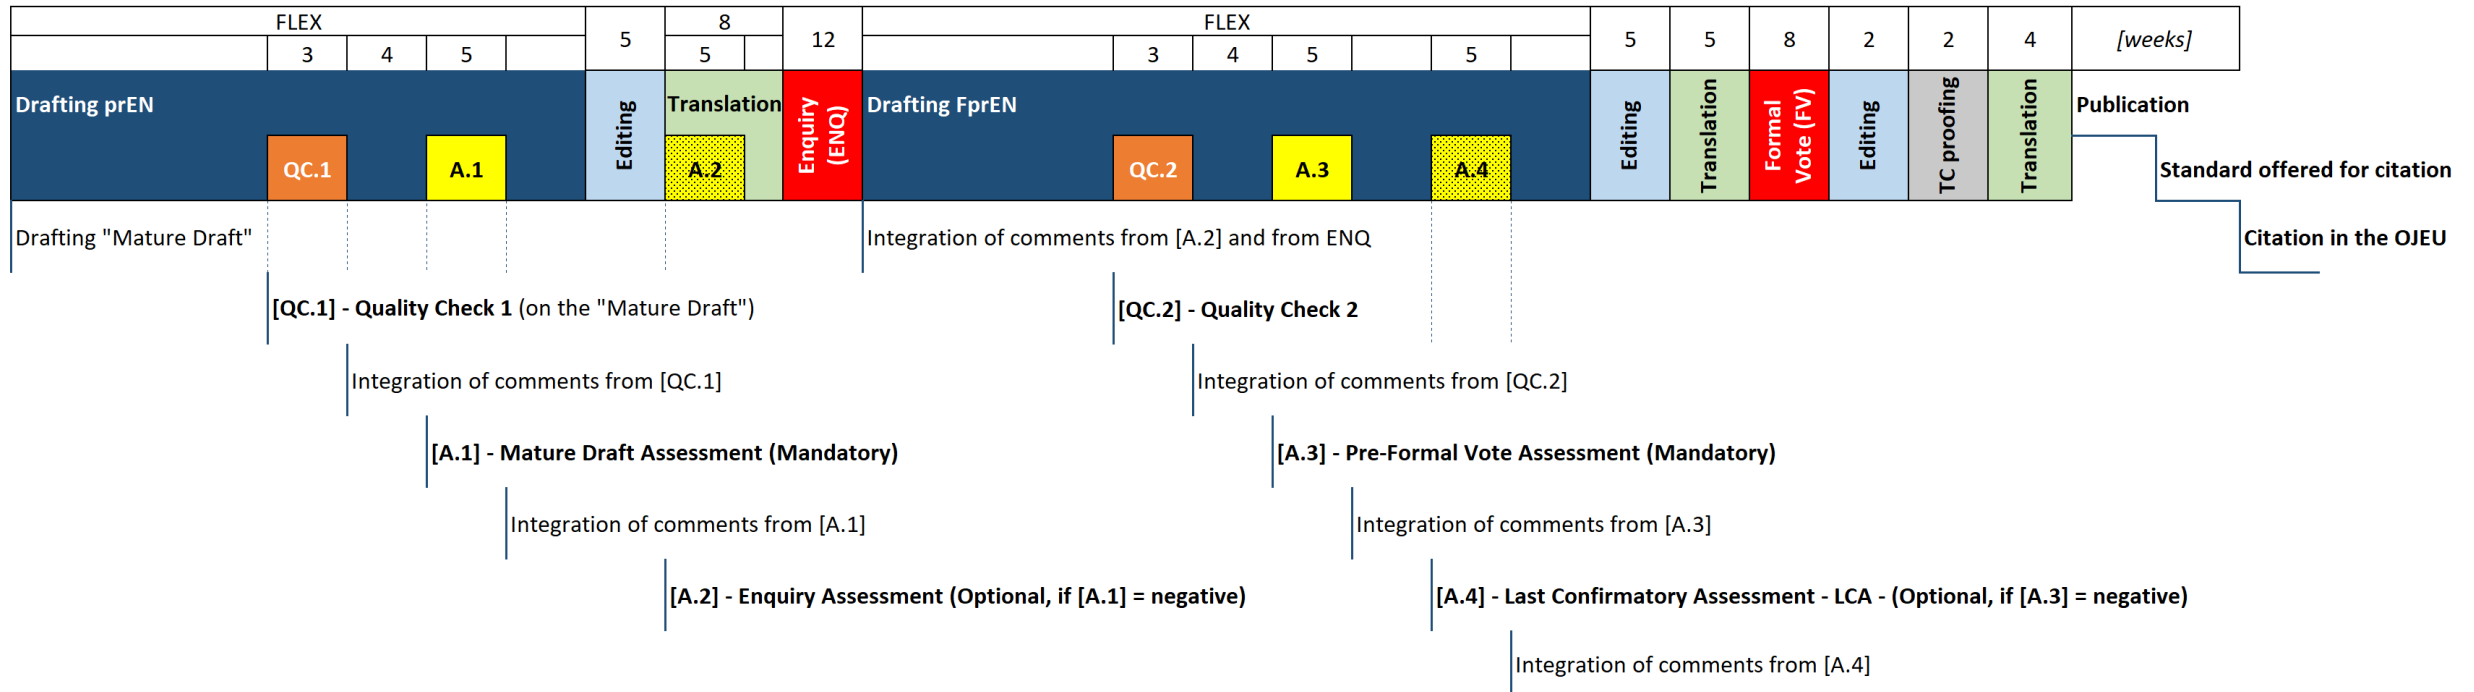 FLEX
5
8
12
FLEX
5
5
8
2
2
4
[weeks]
3
4
5
5
3
4
5
5
Drafting prEN
Editing
Translation
Enquiry
(ENQ)
Drafting FprEN
Editing
Translation
Formal
Vote (FV)
Editing
TC proofing
Translation
Publication
QC.1
A.1
A.2
QC.2
A.3
A.4
Standard offered for citation
Drafting "Mature Draft"
Integration of comments from [A.2] and from ENQ
Citation in the OJEU
[QC.1] - Quality Check 1 (on the "Mature Draft")
[QC.2] - Quality Check 2
Integration of comments from [QC.1]
Integration of comments from [QC.2]
[A.1] - Mature Draft Assessment (Mandatory)
[A.3] - Pre-Formal Vote Assessment (Mandatory)
Integration of comments from [A.1]
Integration of comments from [A.3]
[A.2] - Enquiry Assessment (Optional, if [A.1] = negative)
[A.4] - Last Confirmatory Assessment - LCA - (Optional, if [A.3] = negative)
Integration of comments from [A.4]